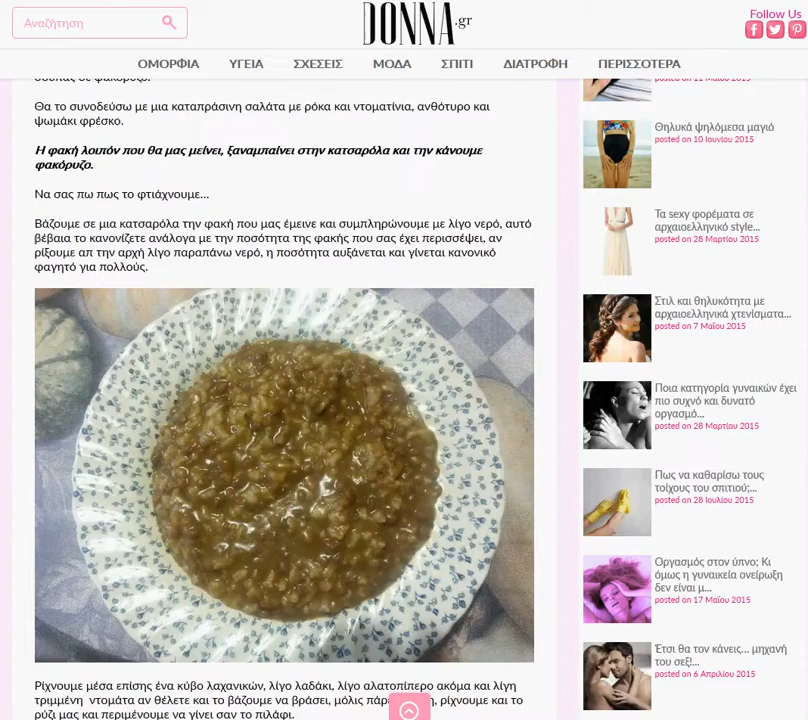 Αναζήτηση
DONNA.gr
Follow Us
ΟΜΟΡΦΙΑ ΥΓΕΙΑ ΣΧΕΣΕΙΣ ΜΟΔΑ ΣΠΙΤΙ ΔΙΑΤΡΟΦΗ ΠΕΡΙΣΣΟΤΕΡΑ
Θα το συνοδεύσω με μια καταπράσινη σαλάτα με ρόκα και ντοματίνια, ανθότυρο και
ψωμάκι φρέσκο.
Η φακή λοιπόν που θα μας μείνει, ξαναμπαίνει στην κατσαρόλα και την κάνουμε
φακόρυζο.
Να σας πω πως το φτιάχνουμε...
Βάζουμε σε μια κατσαρόλα την φακή που μας έμεινε και συμπληρώνουμε με λίγο νερό, αυτό
βέβαια το κανονίζετε ανάλογα με την ποσότητα της φακής που σας έχει περισσέψει, αν
ρίξουμε απ την αρχή λίγο παραπάνω νερό, η ποσότητα αυξάνεται και γίνεται κανονικό
φαγητό για πολλούς.
Ρίχνουμε μέσα επίσης ένα κύβο λαχανικών, λίγο λαδάκι, λίγο αλατοπίπερο ακόμα και λίγη
τριμμένη ντομάτα αν θέλετε και το βάζουμε να βράσει, μόλις ρίχνουμε και το
ρύζι μας και περιμένουμε να γίνει σαν το πιλάφι.
posted on 11 Μαΐου 2015
Θηλυκά ψηλόμεσα μαγιό
posted on 10 Ιουνίου 2015
Τα sexy φορέματα σε
αρχαιοελληνικό style...
posted on 28 Μαρτίου 2015
Στιλ και θηλυκότητα με
αρχαιοελληνικά χτενίσματα...
posted on 7 Μαΐου 2015
Ποια κατηγορία γυναικών έχει
πιο συχνό και δυνατό
οργασμό...
posted on 28 Μαρτίου 2015
Πως να καθαρίσω τους
τοίχους του σπιτιού;...
posted on 28 Ιουλίου 2015
Οργασμός στον ύπνο; Κι
όμως η γυναικεία ονείρωξη
δεν είναι μ...
posted on 17 Μαΐου 2015
Έτσι θα τον κάνεις... μηχανή
του σεξ!...
posted on 6 Απριλίου 2015